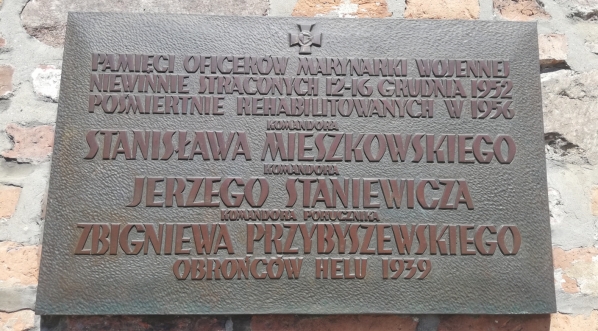 PAMIĘCI OFICERÓW MARYNARKI WOJENNEJ
NIEWINNIE STRACONYCH 12-16 GRUDNIA 1952
POŚMIERTNIE REHABILITOWANYCH W 1956
KOMANDORA
STANISŁAWA MIESZKOWSKIEGO
KOMANDORA
JERZEGO STANIEWICZA
KOMANDORA PORUCZNIKA
ZBIGNIEWA PRZYBYSZEWSKIEGO
OBROŃCÓW HELU 1939